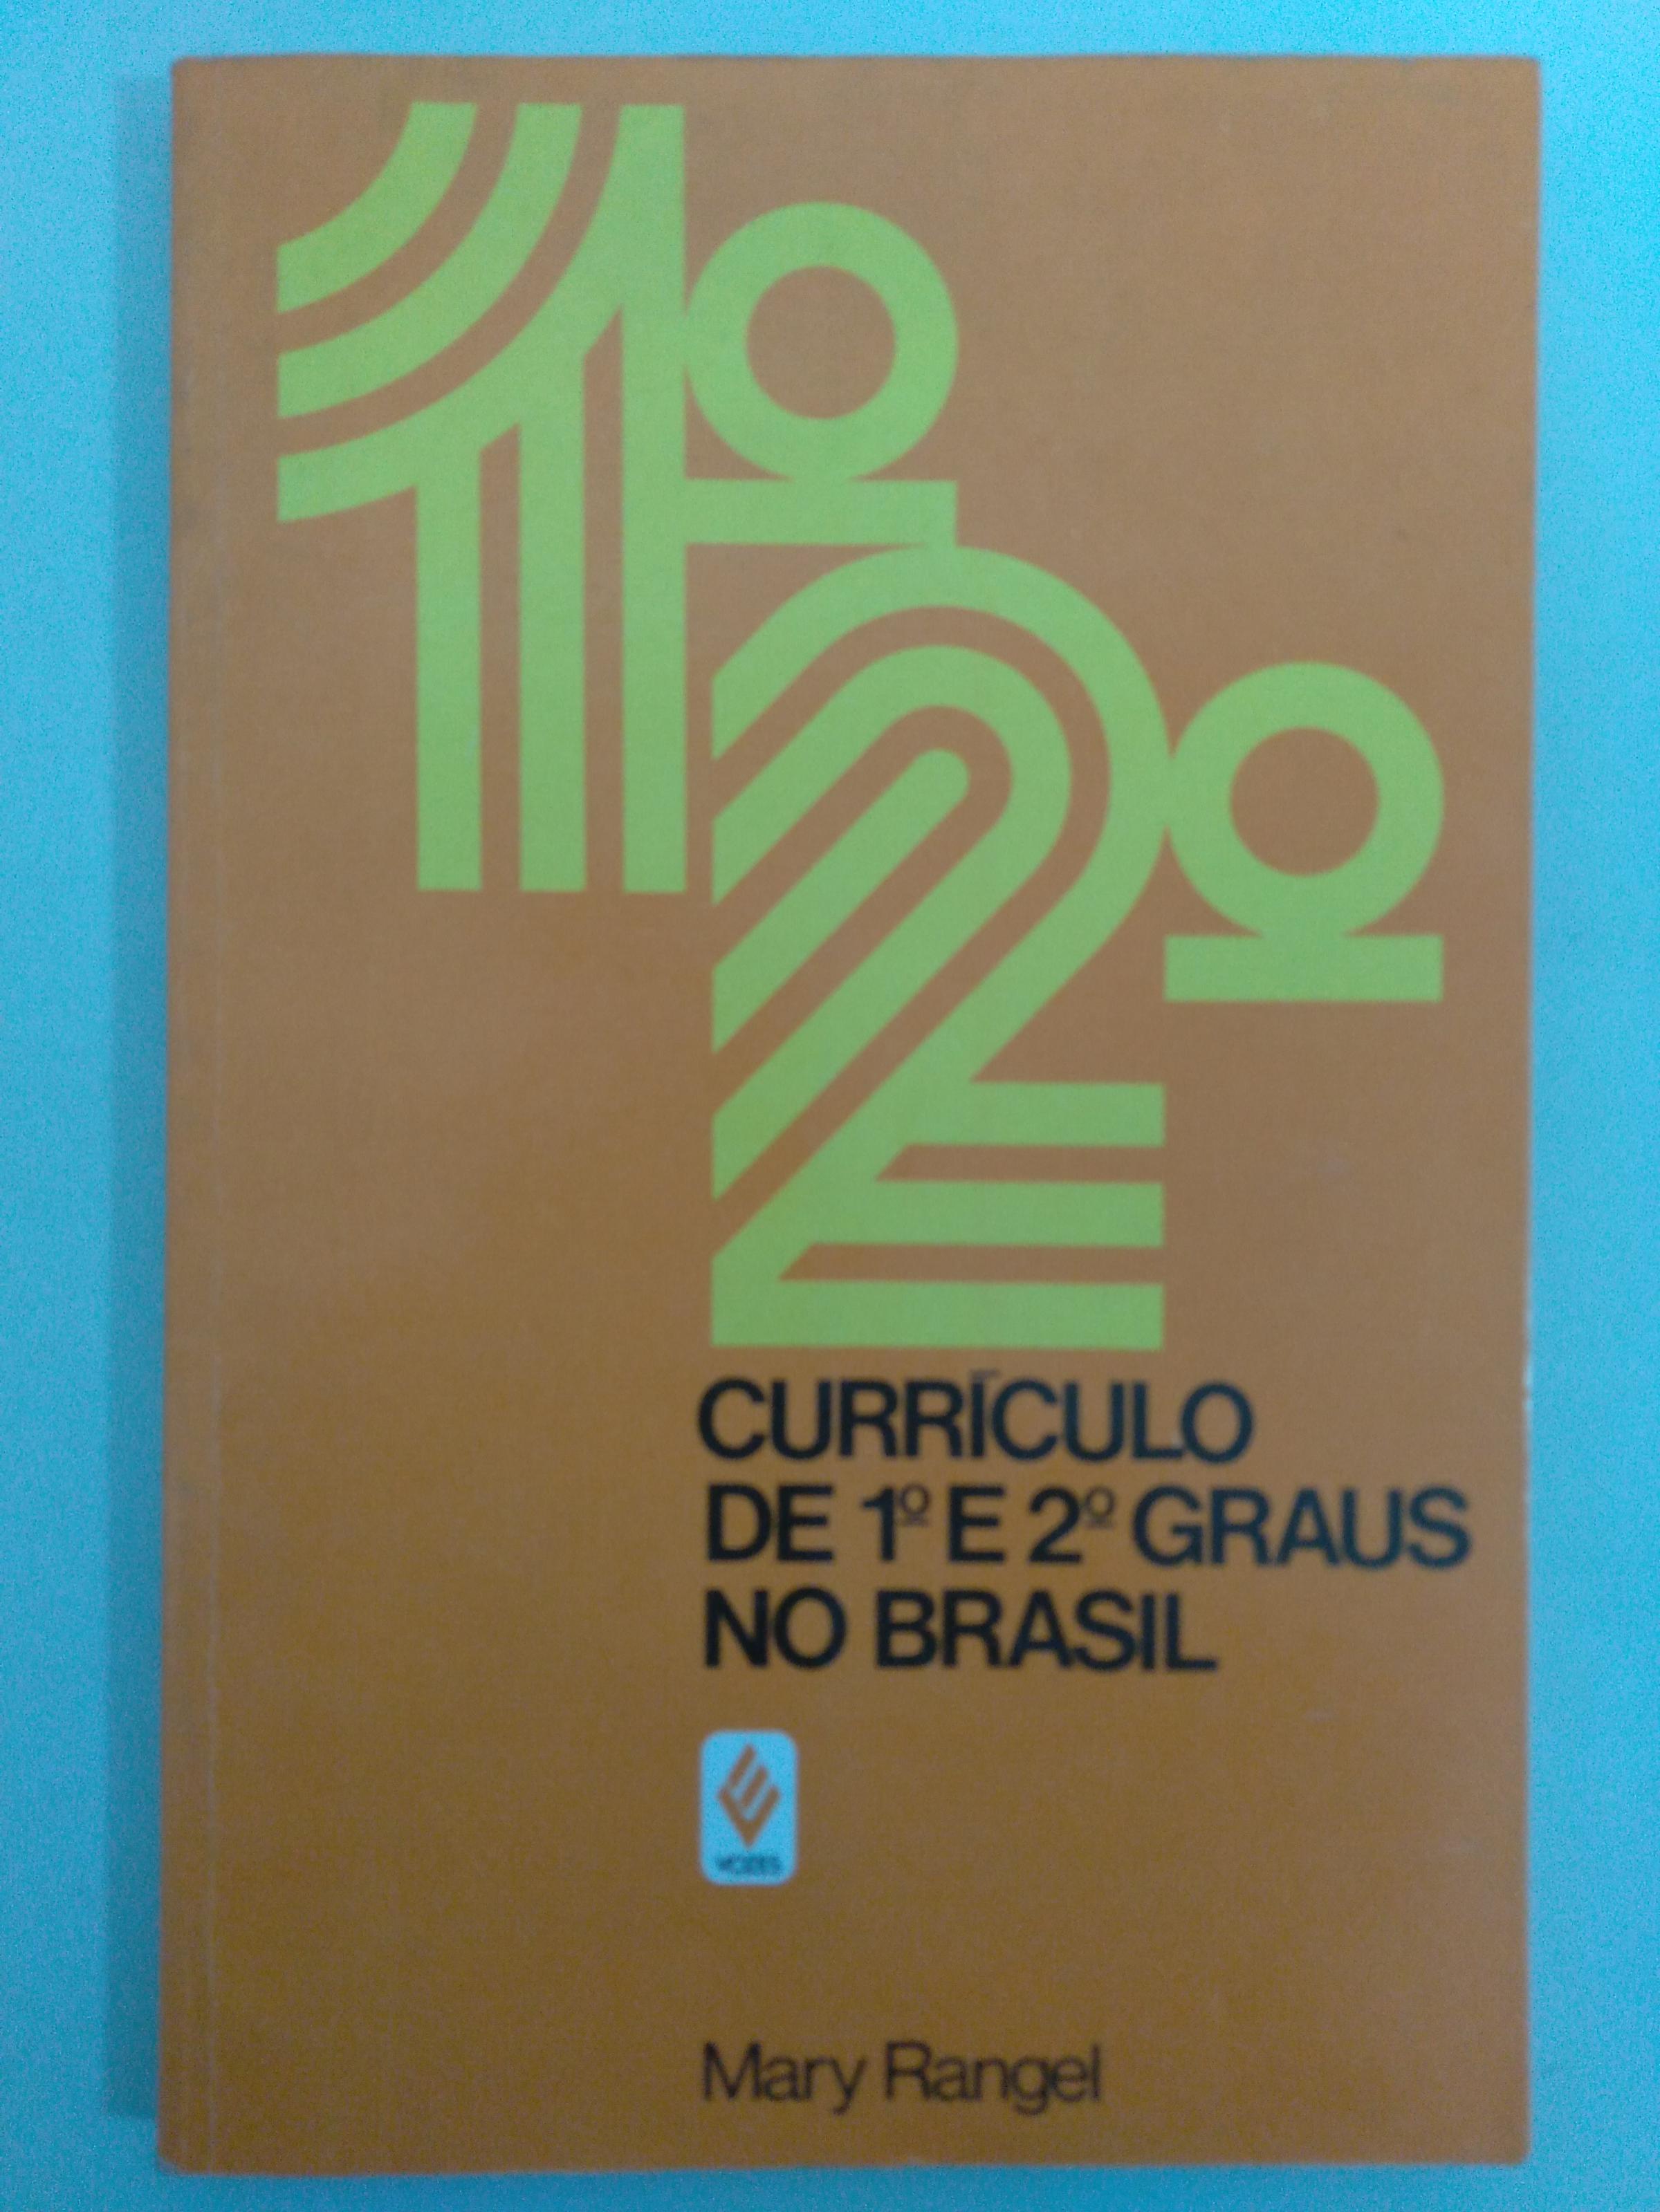 1º
2º
CURRÍCULO
DE 1º E 2º GRAUS
NO BRASIL
VOZES
Mary Rangel